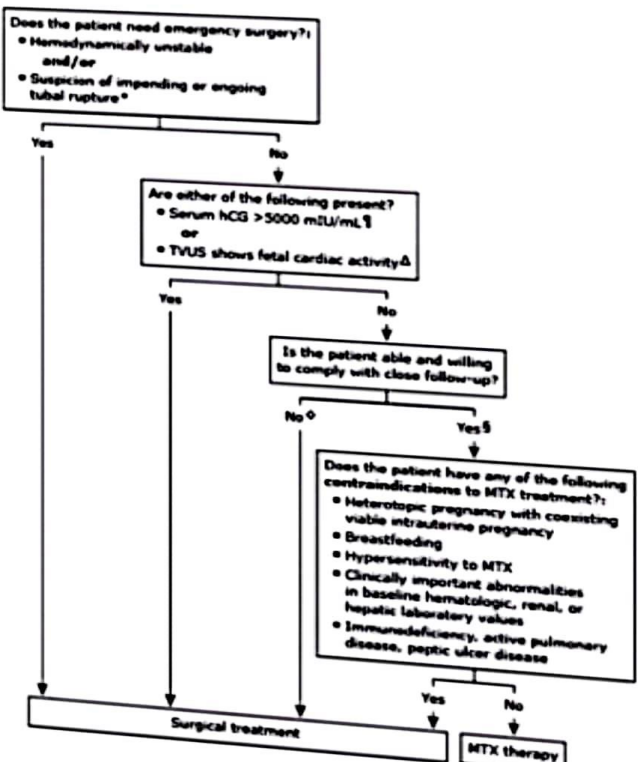 Does the patient need emergency surgery?:
• Hemodynamically unstable
and/or
• Suspicion of impending or ongoing
tubal rupture*
Yes
No
Are either of the following present?
• Serum hCG >5000 mIU/mL¶
or
• TVUS shows fetal cardiac activityΔ
Yes
No
Is the patient able and willing
to comply with close follow-up?
No◊
Yes§
Does the patient have any of the following
contraindications to MTX treatment?:
• Heterotopic pregnancy with coexisting
viable intrauterine pregnancy
• Breastfeeding
• Hypersensitivity to MTX
• Clinically important abnormalities
in baseline hematologic, renal, or
hepatic laboratory values
• Immunodeficiency, active pulmonary
disease, peptic ulcer disease
Yes
No
Surgical treatment
MTX therapy